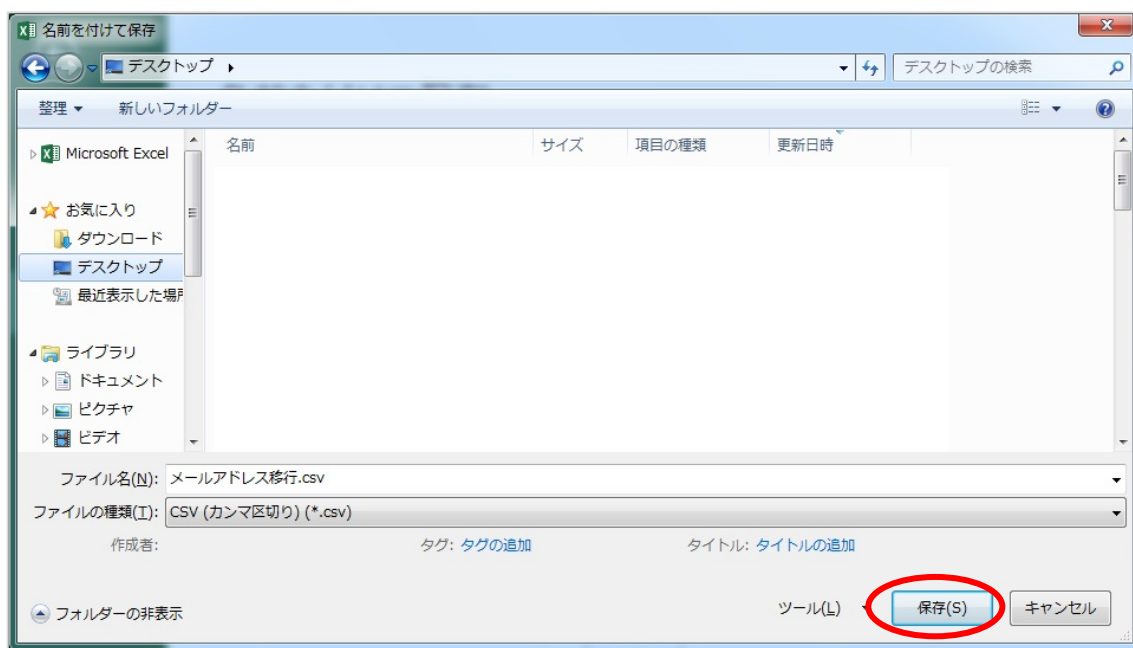 名前を付けて保存
デスクトップ
デスクトップの検索
整理 新しいフォルダー
Microsoft Excel
お気に入り
ダウンロード
デスクトップ
最近表示した場所
ライブラリ
ドキュメント
ピクチャ
ビデオ
名前 サイズ 項目の種類 更新日時
ファイル名(N): メールアドレス移行.csv
ファイルの種類(T): CSV (カンマ区切り) (*.csv)
作成者: タグ: タグの追加 タイトル: タイトルの追加
フォルダーの非表示 ツール(L) 保存(S) キャンセル